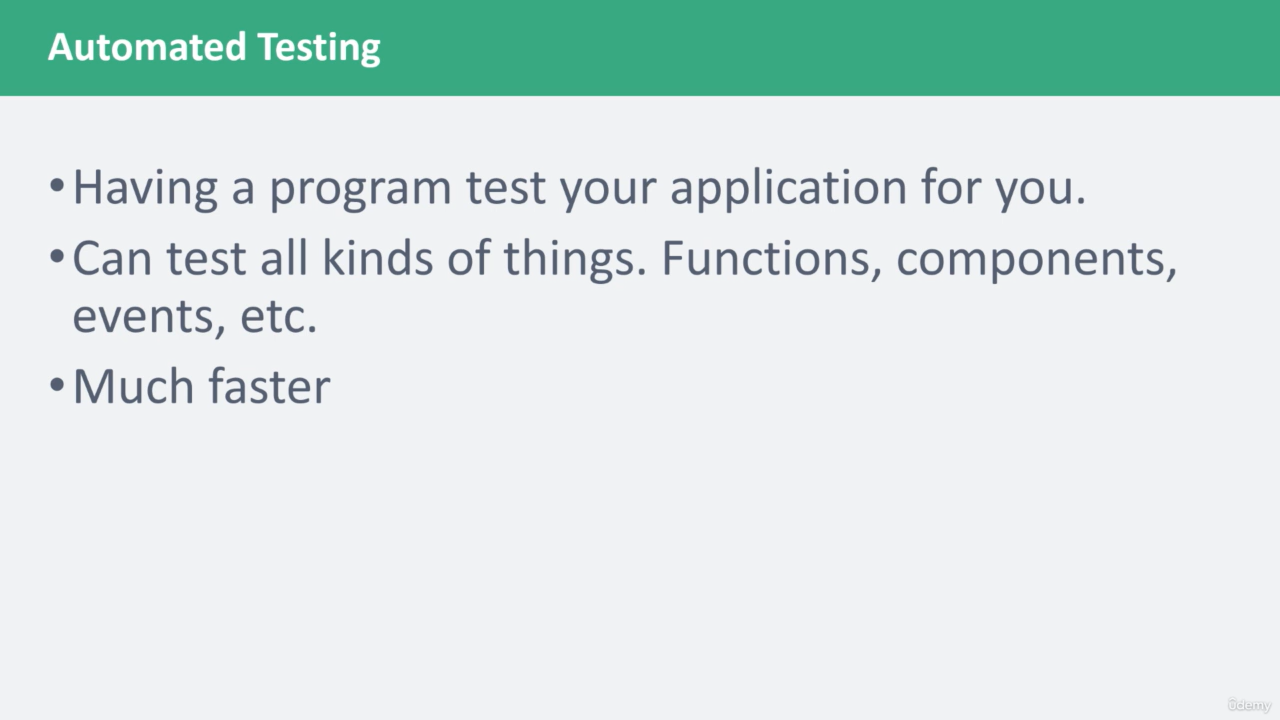 Automated Testing
•Having a program test your application for you.
•Can test all kinds of things. Functions, components,
events, etc.
•Much faster
ûdemy